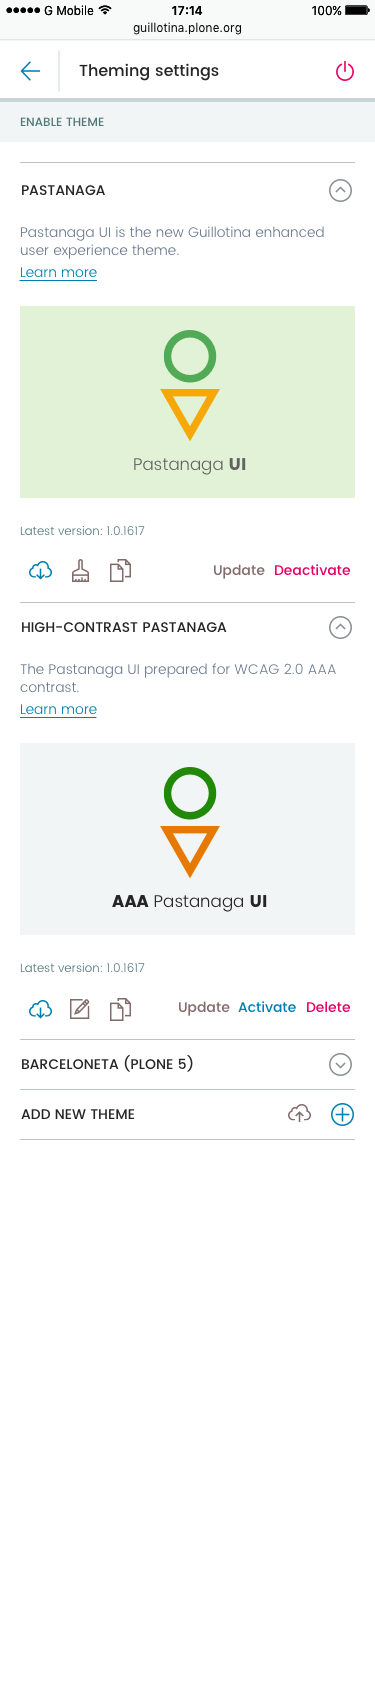 G Mobile 17:14 100%
guillotina.plone.org
Theming settings
ENABLE THEME
PASTANAGA
Pastanaga UI is the new Guillotina enhanced
user experience theme.
Learn more
Pastanaga UI
Latest version: 1.0.1617
Update Deactivate
HIGH-CONTRAST PASTANAGA
The Pastanaga UI prepared for WCAG 2.0 AAA
contrast.
Learn more
AAA Pastanaga UI
Latest version: 1.0.1617
Update Activate Delete
BARCELONETA (PLONE 5)
ADD NEW THEME